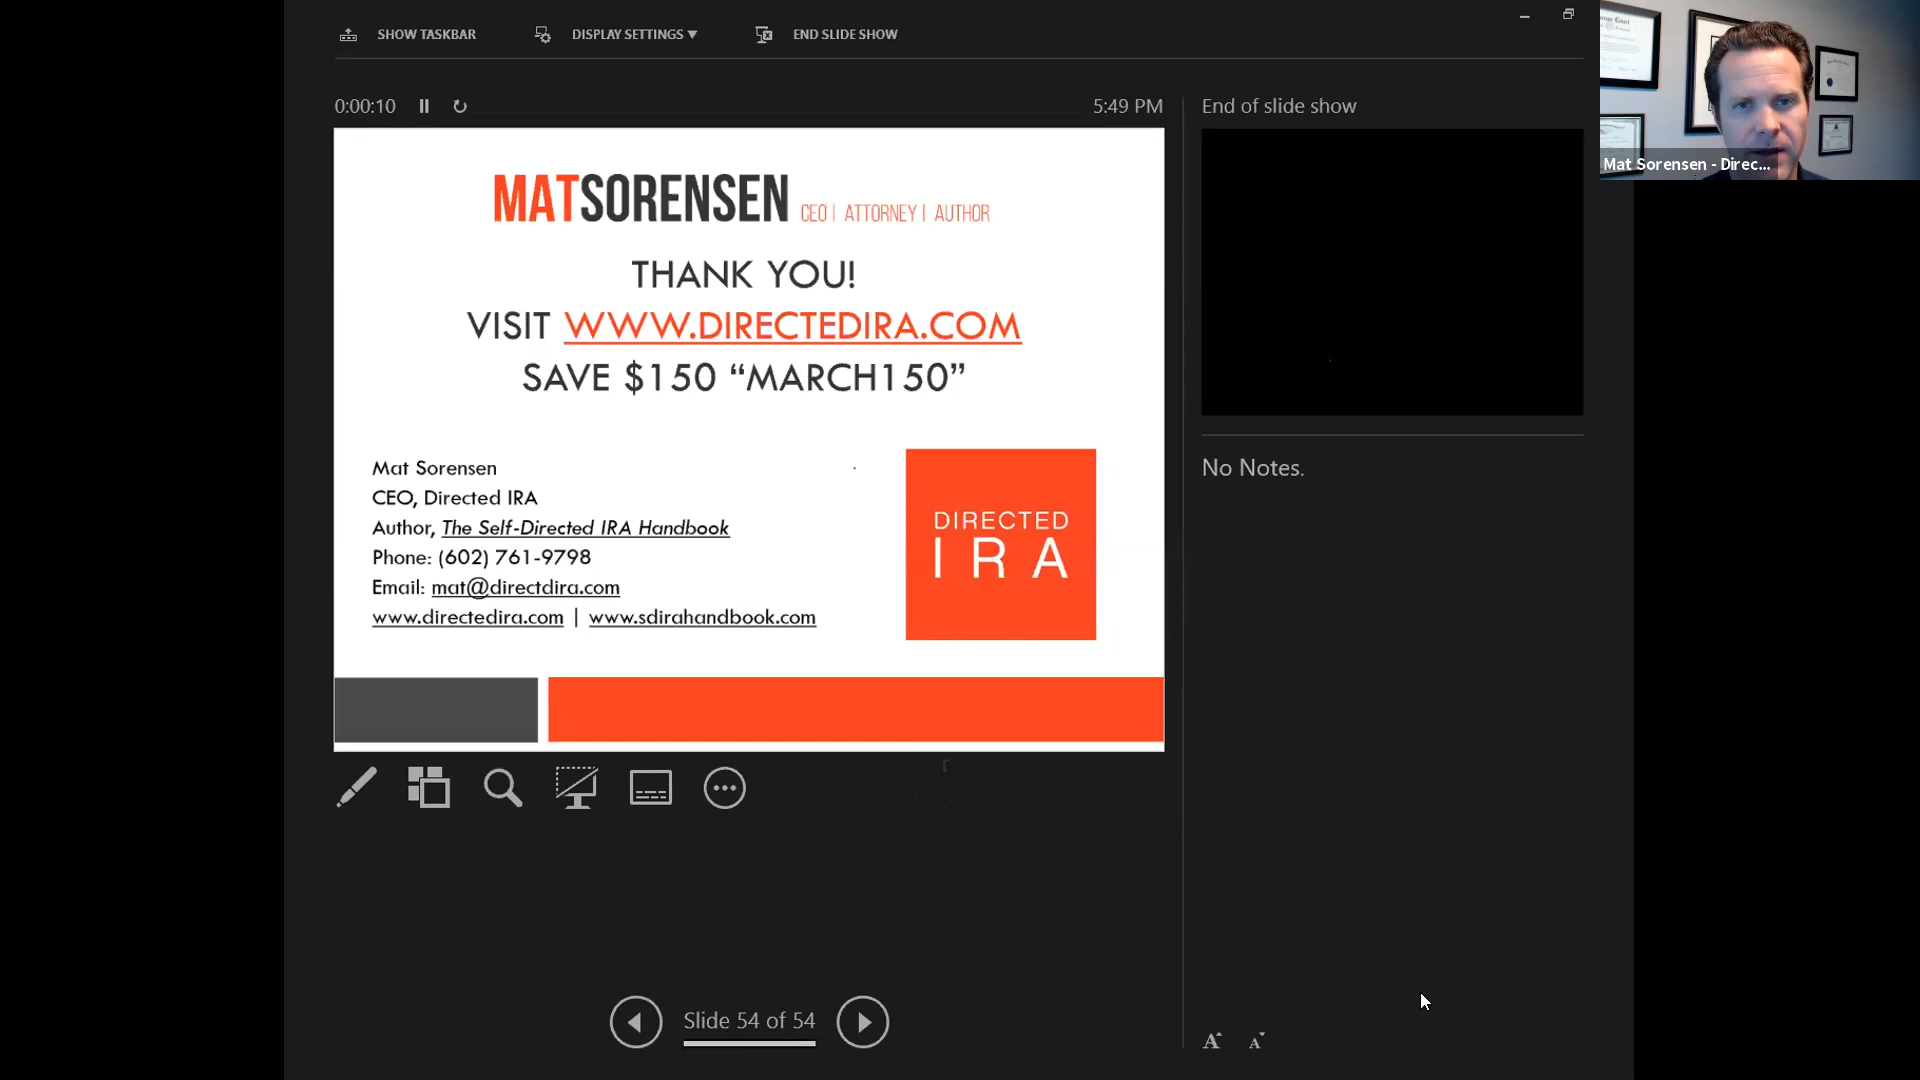 SHOW TASKBAR
DISPLAY SETTINGS ▼
END SLIDE SHOW
0:00:10
5:49 PM
End of slide show
Mat Sorensen - Direc...
MATSORENSEN CEO | ATTORNEY | AUTHOR
THANK YOU!
VISIT WWW.DIRECTEDIRA.COM
SAVE $150 “MARCH150”
Mat Sorensen
CEO, Directed IRA
Author, The Self-Directed IRA Handbook
Phone: (602) 761-9798
Email: mat@directdira.com
www.directedira.com | www.sdirahandbook.com
DIRECTED
IRA
No Notes.
Slide 54 of 54
A A